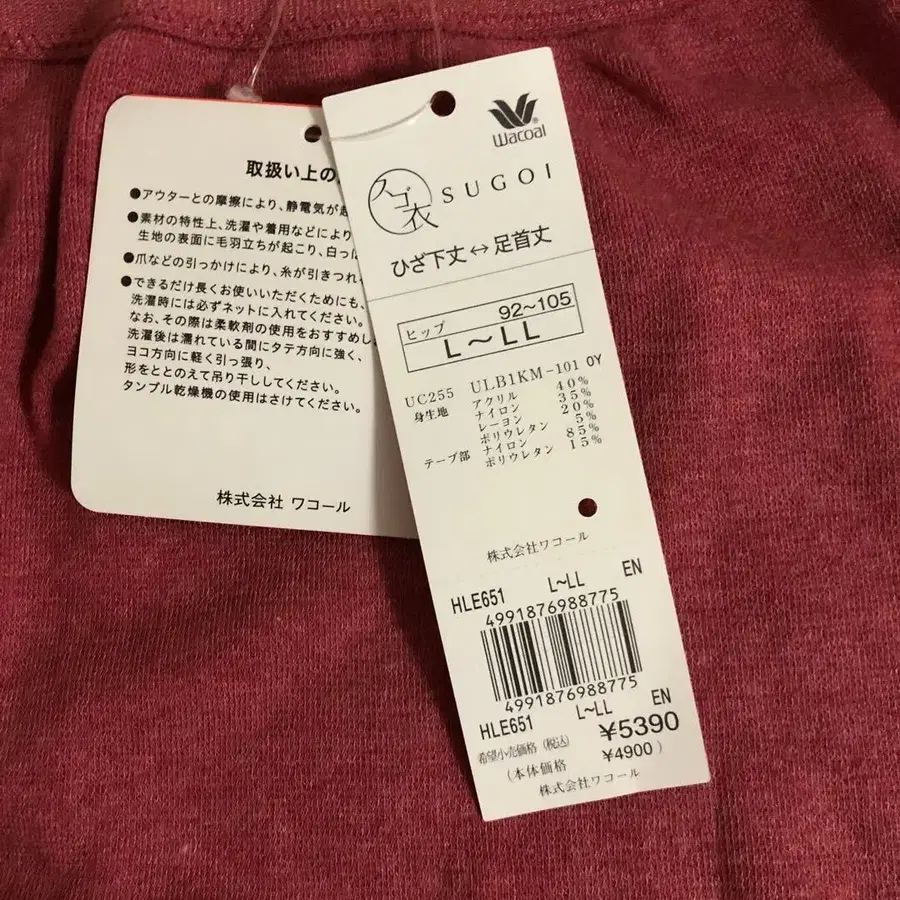 取扱い上の
●アウターとの摩擦により、静電気が起
●素材の特性上、洗濯や着用などにより
生地の表面に毛羽立ちが起こり、白っぽ
●爪などの引っかけにより、糸が引きつれ
●できるだけ長くお使いいただくためにも、
洗濯時には必ずネットに入れてください。
なお、その際は柔軟剤の使用をおすすめし
洗濯後は濡れている間にタテ方向に強く、
ヨコ方向に軽く引っ張り、
形をととのえて吊り干ししてください。
タンブル乾燥機の使用はさけてください。
株式会社 ワコール
Wacoal
スゴ衣 SUGOI
ひざ下丈↔足首丈
ヒップ 92~105
L~LL
UC255 ULB1KM-101 0Y
身生地 アクリル 40%
ナイロン 35%
レーヨン 20%
ポリウレタン 5%
テープ部 ナイロン 85%
ポリウレタン 15%
株式会社ワコール
HLE651 L~LL EN
4991876988775
4991876988775
HLE651 L~LL EN
希望小売価格(税込) ¥5390
(本体価格 ¥4900)
株式会社ワコール